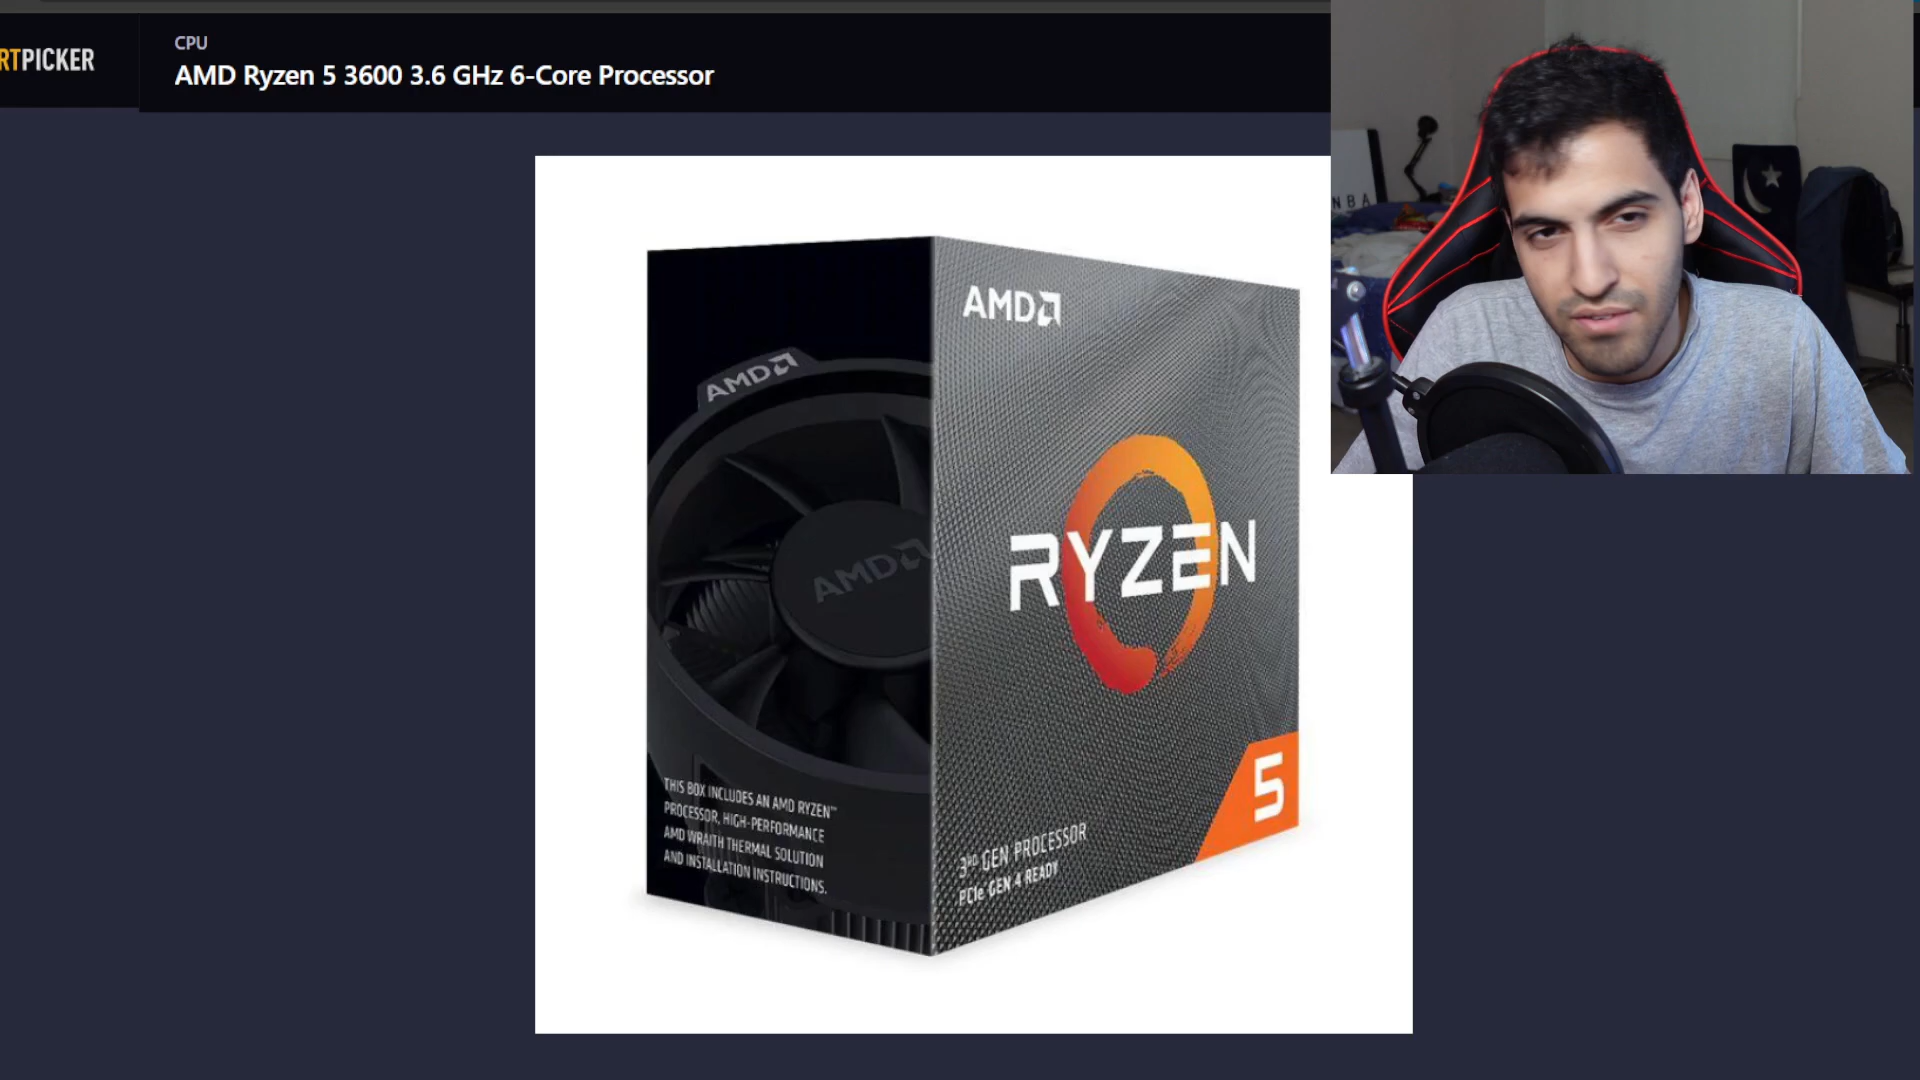 RTPICKER
CPU
AMD Ryzen 5 3600 3.6 GHz 6-Core Processor
NBA
AMD
AMD
AMD
RYZEN
5
THIS BOX INCLUDES AN AMD RYZEN™
PROCESSOR, HIGH-PERFORMANCE
AMD WRAITH THERMAL SOLUTION
AND INSTALLATION INSTRUCTIONS.
3RD GEN PROCESSOR
PCIe GEN 4 READY